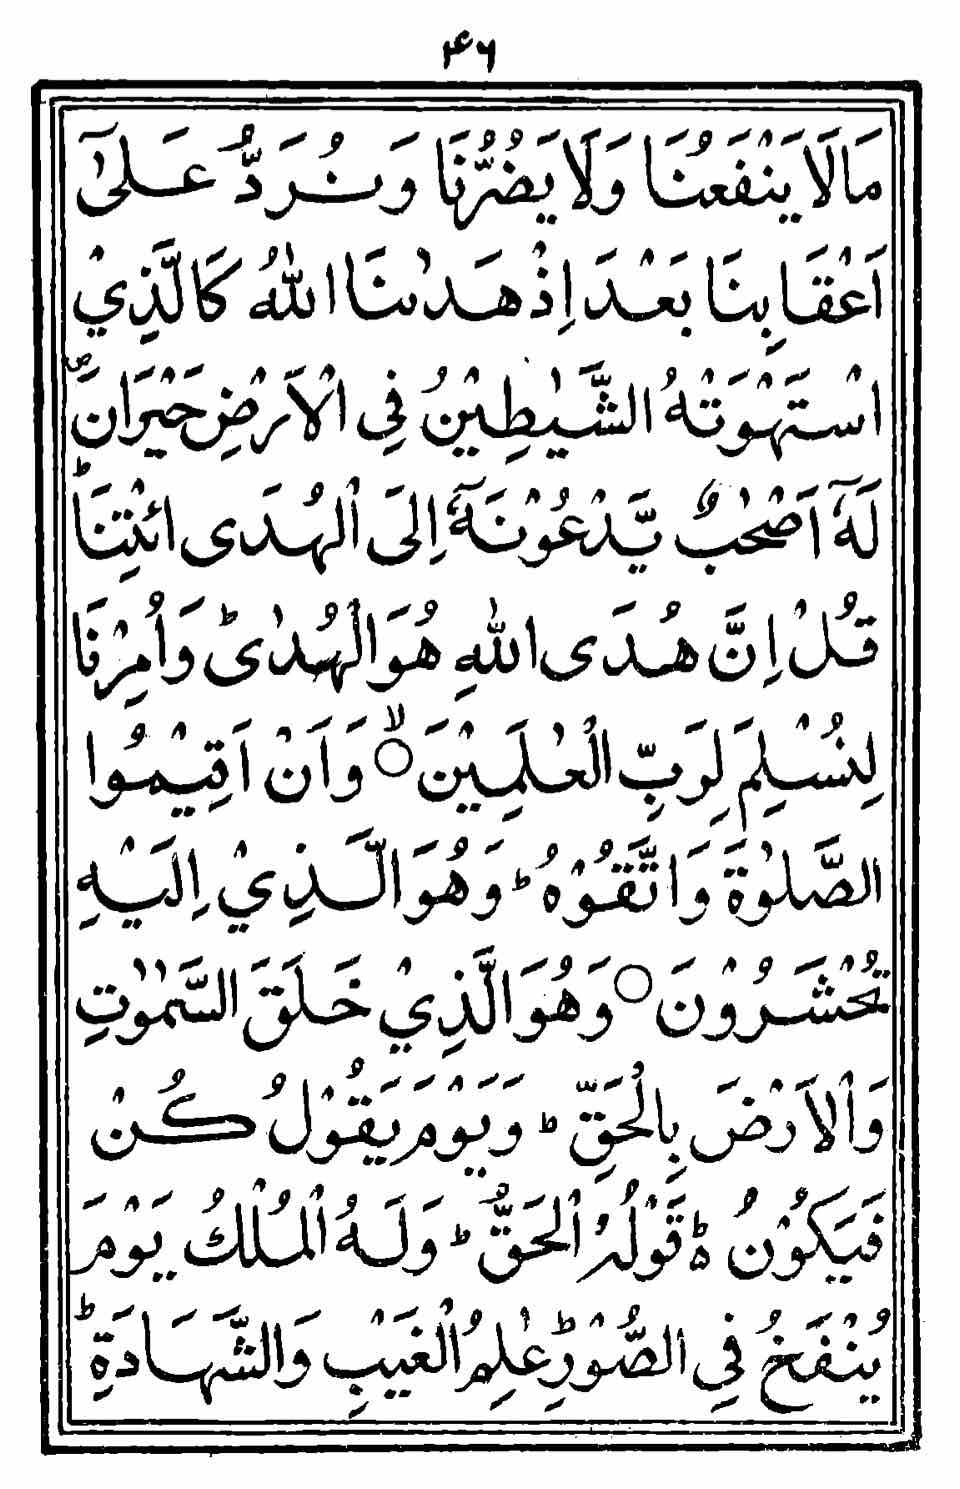 ۴۶
مَالَا يَنْفَعُنَا وَلَا يَضُرُّنَا وَنُرَدُّ عَلٰٓى
اَعْقَابِنَا بَعْدَ اِذْ هَدٰىنَا اللّٰهُ كَالَّذِيْ
اسْتَهْوَتْهُ الشَّيٰطِيْنُ فِى الْاَرْضِ حَيْرَانَ ۪
لَهٗٓ اَصْحٰبٌ يَّدْعُوْنَهٗٓ اِلَى الْهُدَى ائْتِنَا ؕ
قُلْ اِنَّ هُدَى اللّٰهِ هُوَ الْهُدٰى ؕ وَاُمِرْنَا
لِنُسْلِمَ لِرَبِّ الْعٰلَمِيْنَ ۙ○ وَاَنْ اَقِيْمُوا
الصَّلٰوةَ وَاتَّقُوْهُ ؕ وَهُوَ الَّذِيْ اِلَيْهِ
تُحْشَرُوْنَ ○ وَهُوَ الَّذِيْ خَلَقَ السَّمٰوٰتِ
وَالْاَرْضَ بِالْحَقِّ ؕ وَيَوْمَ يَقُوْلُ كُنْ
فَيَكُوْنُ ۬ؕ قَوْلُهُ الْحَقُّ ؕ وَلَهُ الْمُلْكُ يَوْمَ
يُنْفَخُ فِى الصُّوْرِ ؕ عٰلِمُ الْغَيْبِ وَالشَّهَادَةِ ؕ